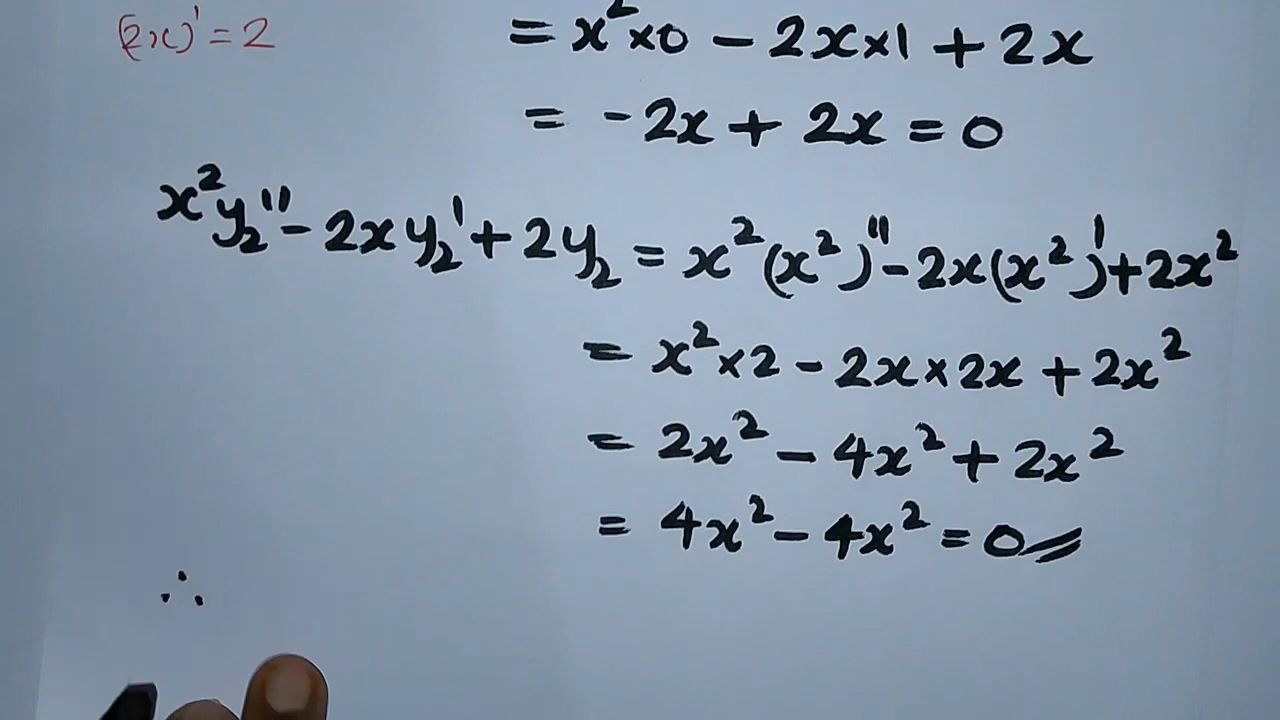 (2x)' = 2
= x² × 0 − 2x × 1 + 2x
= -2x + 2x = 0
x²y₂'' - 2xy₂' + 2y₂ = x²(x²)'' - 2x(x²)' + 2x²
= x² × 2 - 2x × 2x + 2x²
= 2x² - 4x² + 2x²
= 4x² - 4x² = 0
∴